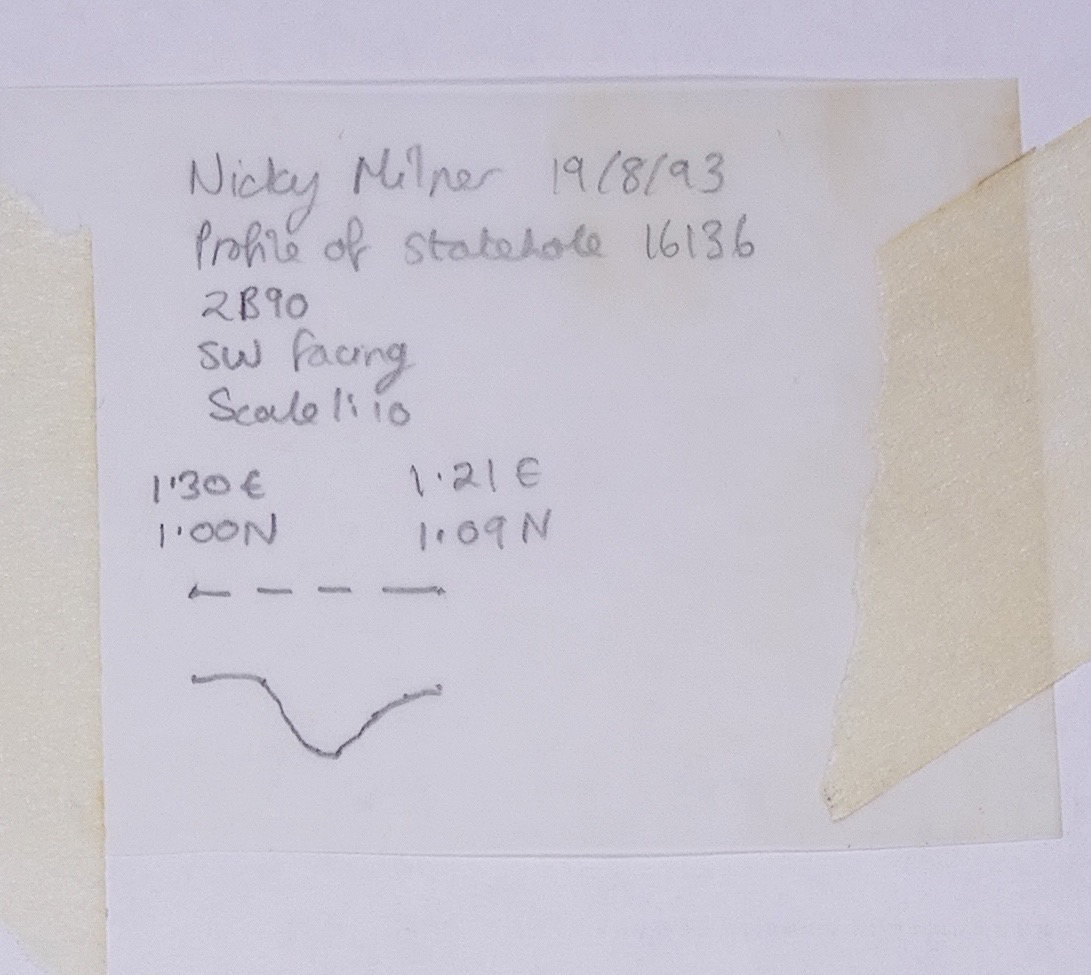 Nicky Milner 19/8/93
Profile of stakehole 16136
2B90
SW facing
Scale 1:10
1.30E 1.21E
1.00N 1.09N